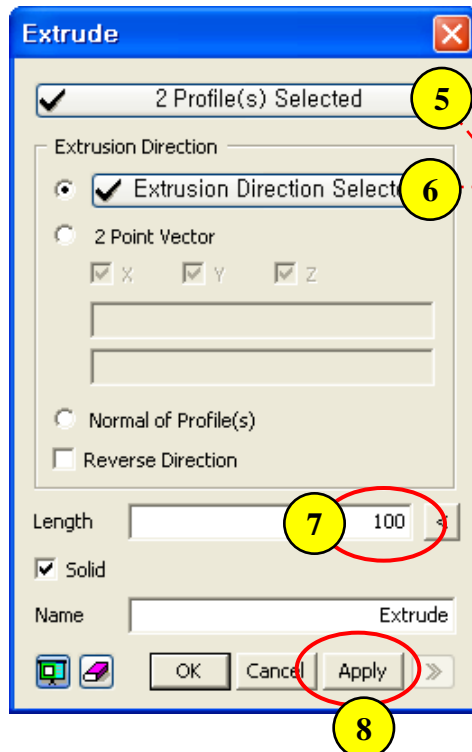 Extrude
2 Profile(s) Selected
5
Extrusion Direction
Extrusion Direction
6
2 Point Vector
X Y Z
Normal of Profile(s)
Reverse Direction
Length 7 100 <
Solid
Name Extrude
OK Cancel Apply >>
8